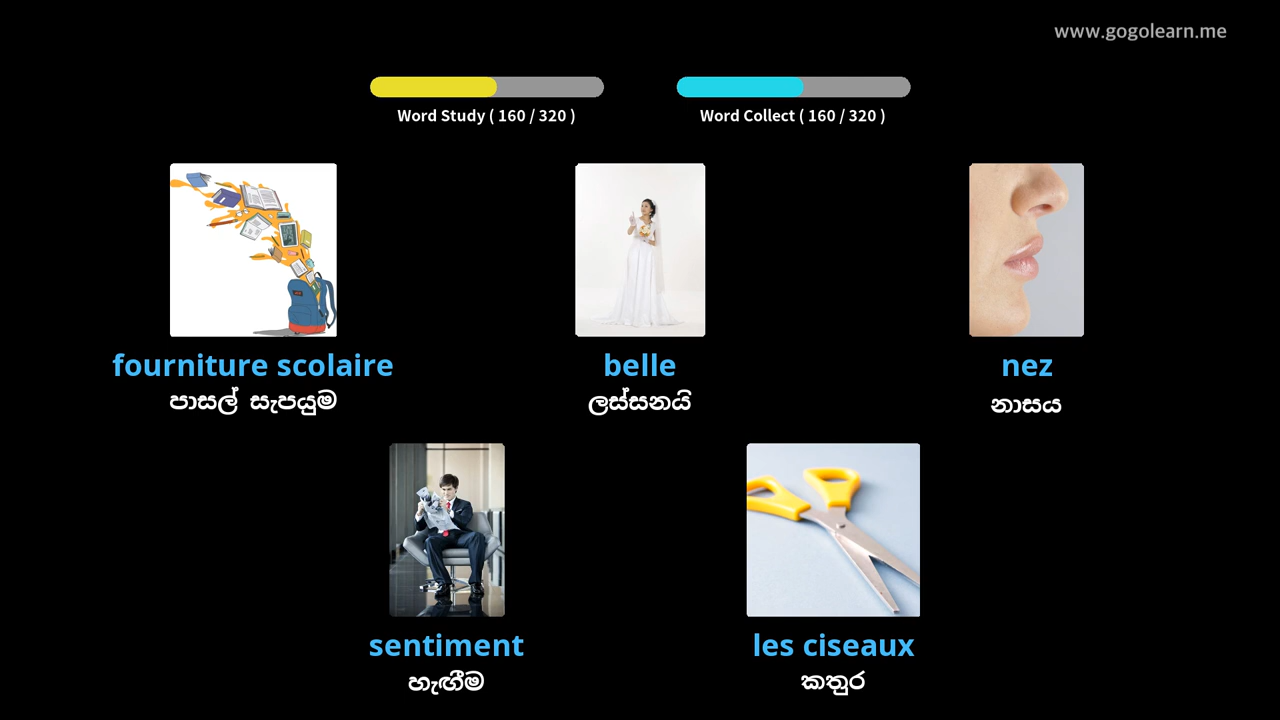 www.gogolearn.me
Word Study ( 160 / 320 )
Word Collect ( 160 / 320 )
fourniture scolaire
පාසල් සැපයුම
belle
ලස්සනයි
nez
නාසය
sentiment
හැඟීම
les ciseaux
කතුර